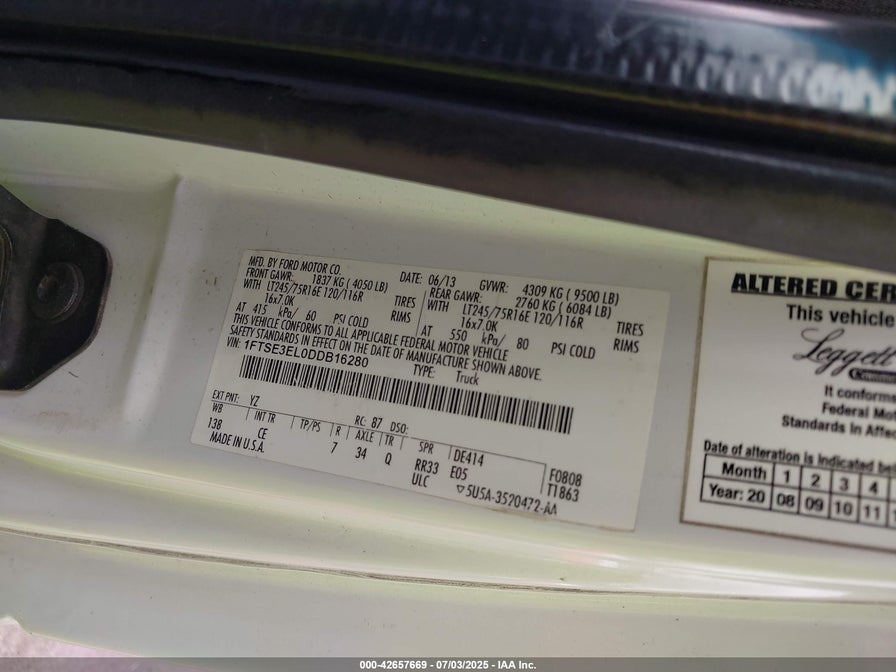 MFD. BY FORD MOTOR CO.
DATE: 06/13 GVWR: 4309 KG ( 9500 LB)
FRONT GAWR: 1837 KG ( 4050 LB) REAR GAWR: 2760 KG ( 6084 LB)
WITH LT245/75R16E 120/116R TIRES WITH LT245/75R16E 120/116R TIRES
16x7.0K RIMS 16x7.0K RIMS
AT 415 kPa/ 60 PSI COLD AT 550 kPa/ 80 PSI COLD
THIS VEHICLE CONFORMS TO ALL APPLICABLE FEDERAL MOTOR VEHICLE
SAFETY STANDARDS IN EFFECT ON THE DATE OF MANUFACTURE SHOWN ABOVE.
VIN: 1FTSE3EL0DDB16280
TYPE: Truck
EXT PNT: YZ RC: 87 DSO:
WB INT TR TP/PS R AXLE TR SPR DE414 F0808
138 CE 7 34 Q RR33 E05 T1863
MADE IN U.S.A. ULC ▽5U5A-3520472-AA
ALTERED CER
This vehicle
Leggett
It conforms
Federal Mot
Standards in Affec
Date of alteration is indicated be
Month 1 2 3 4
Year: 20 08 09 10 11
000-42657669 - 07/03/2025 - IAA Inc.